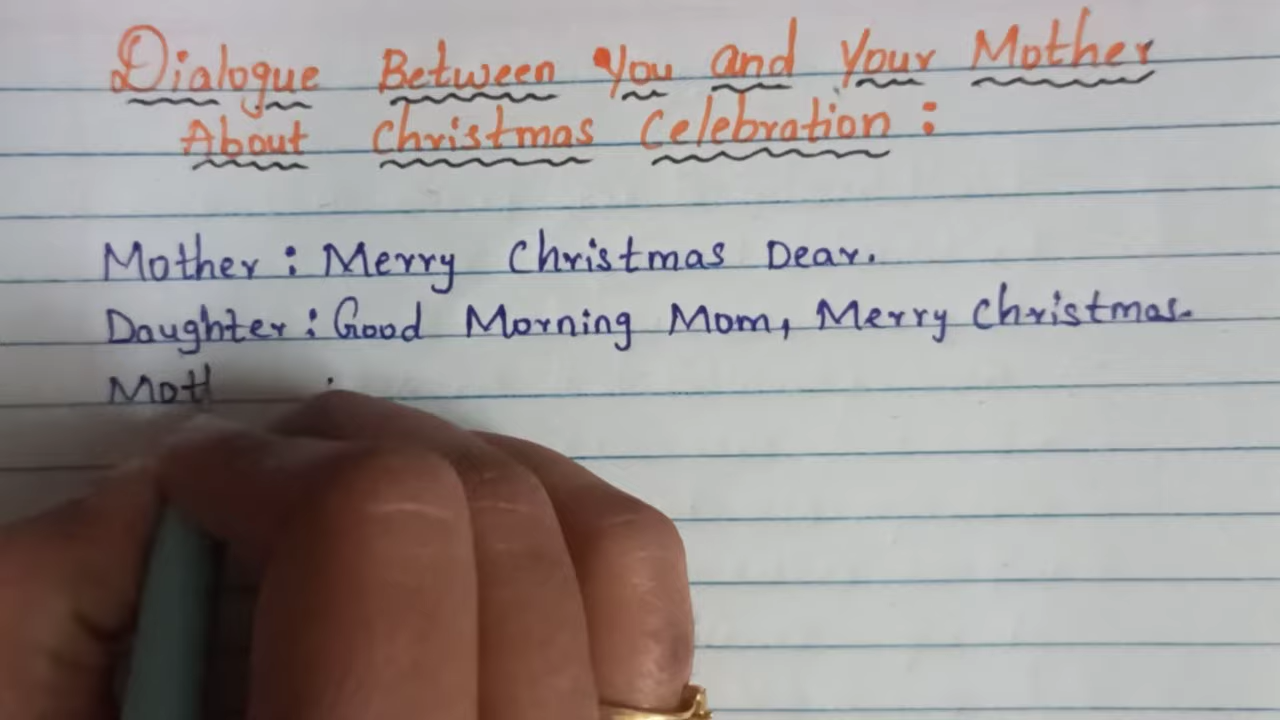 Dialogue Between You and Your Mother
About Christmas Celebration :
Mother : Merry Christmas Dear.
Daughter : Good Morning Mom, Merry Christmas.
Moth :